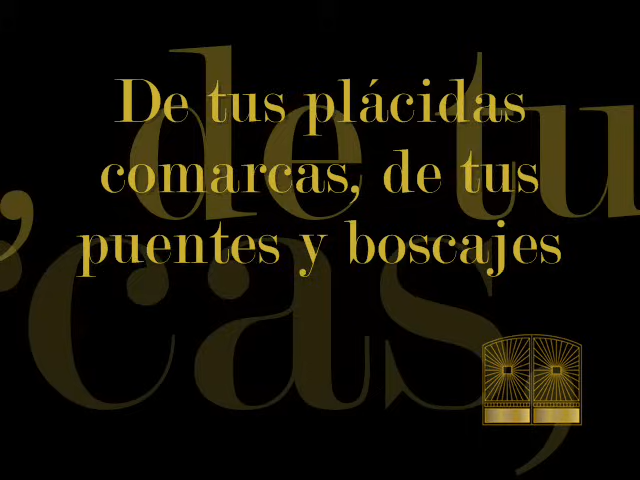 De tus plácidas
comarcas, de tus
puentes y boscajes